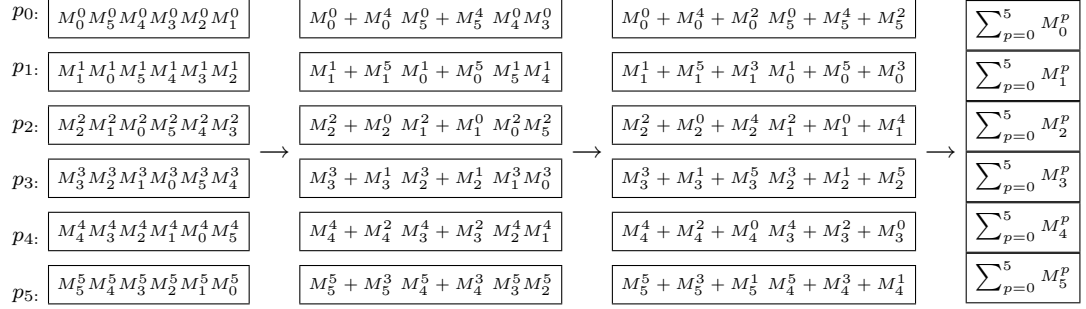 p_0: M_0^0 M_5^0 M_4^0 M_3^0 M_2^0 M_1^0 M_0^0 + M_0^4 M_5^0 + M_5^4 M_4^0 M_3^0 M_0^0 + M_0^4 + M_0^2 M_5^0 + M_5^4 + M_5^2 ∑_{p=0}^5 M_0^p
p_1: M_1^1 M_0^1 M_5^1 M_4^1 M_3^1 M_2^1 M_1^1 + M_1^5 M_0^1 + M_0^5 M_5^1 M_4^1 M_1^1 + M_1^5 + M_1^3 M_0^1 + M_0^5 + M_0^3 ∑_{p=0}^5 M_1^p
p_2: M_2^2 M_1^2 M_0^2 M_5^2 M_4^2 M_3^2 M_2^2 + M_2^0 M_1^2 + M_1^0 M_0^2 M_5^2 M_2^2 + M_2^0 + M_2^4 M_1^2 + M_1^0 + M_1^4 ∑_{p=0}^5 M_2^p
→ → →
p_3: M_3^3 M_2^3 M_1^3 M_0^3 M_5^3 M_4^3 M_3^3 + M_3^1 M_2^3 + M_2^1 M_1^3 M_0^3 M_3^3 + M_3^1 + M_3^5 M_2^3 + M_2^1 + M_2^5 ∑_{p=0}^5 M_3^p
p_4: M_4^4 M_3^4 M_2^4 M_1^4 M_0^4 M_5^4 M_4^4 + M_4^2 M_3^4 + M_3^2 M_2^4 M_1^4 M_4^4 + M_4^2 + M_4^0 M_3^4 + M_3^2 + M_3^0 ∑_{p=0}^5 M_4^p
p_5: M_5^5 M_4^5 M_3^5 M_2^5 M_1^5 M_0^5 M_5^5 + M_5^3 M_4^5 + M_4^3 M_3^5 M_2^5 M_5^5 + M_5^3 + M_5^1 M_4^5 + M_4^3 + M_4^1 ∑_{p=0}^5 M_5^p